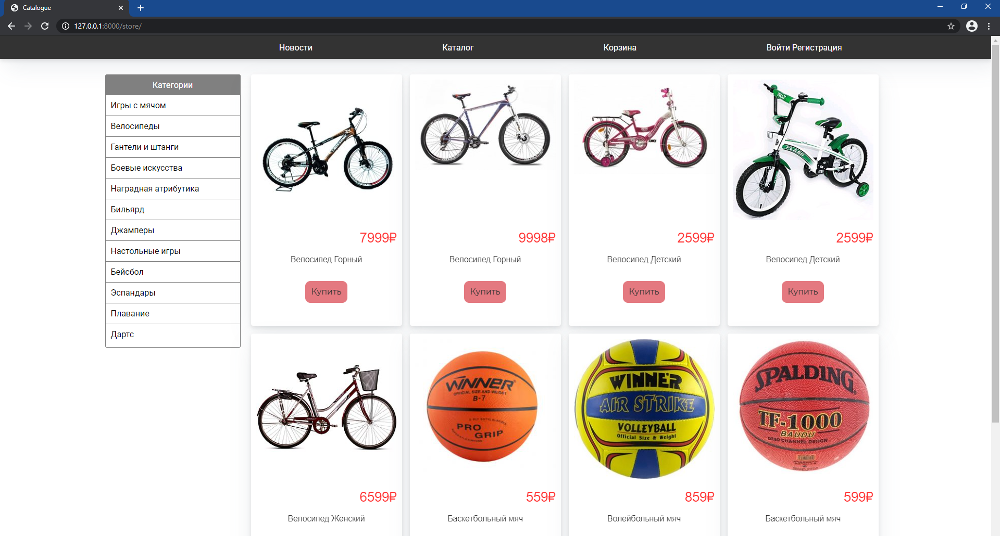 Catalogue
127.0.0.1:8000/store/
Новости
Каталог
Корзина
Войти Регистрация
Категории
Игры с мячом
Велосипеды
Гантели и штанги
Боевые искусства
Наградная атрибутика
Бильярд
Джамперы
Настольные игры
Бейсбол
Эспандары
Плавание
Дартс
TILLY
FLASH
7999₽
9998₽
2599₽
2599₽
Велосипед Горный
Велосипед Горный
Велосипед Детский
Велосипед Детский
Купить
Купить
Купить
Купить
WINNER
OFFICIAL SIZE AND WEIGHT
B-7
PRO
GRIP
WINNER
AIR STRIKE
VOLLEYBALL
Official Size & Weight
SPALDING
TF-1000
BAUDU
DEEP CHANNEL DESIGN
6599₽
559₽
859₽
599₽
Велосипед Женский
Баскетбольный мяч
Волейбольный мяч
Баскетбольный мяч